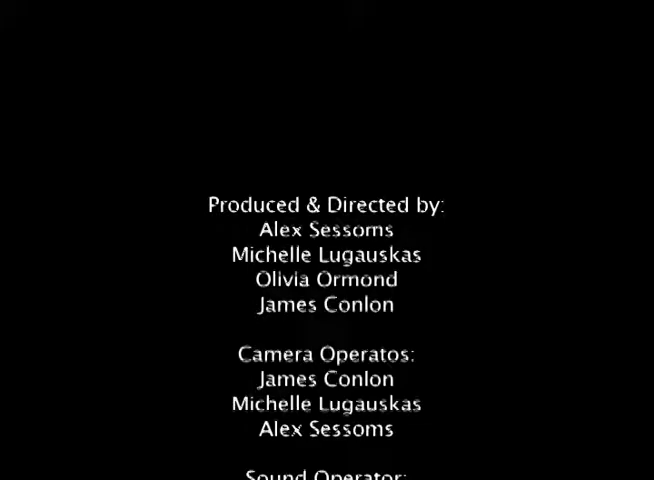 Produced & Directed by:
Alex Sessoms
Michelle Lugauskas
Olivia Ormond
James Conlon
Camera Operatos:
James Conlon
Michelle Lugauskas
Alex Sessoms
Sound Operator: